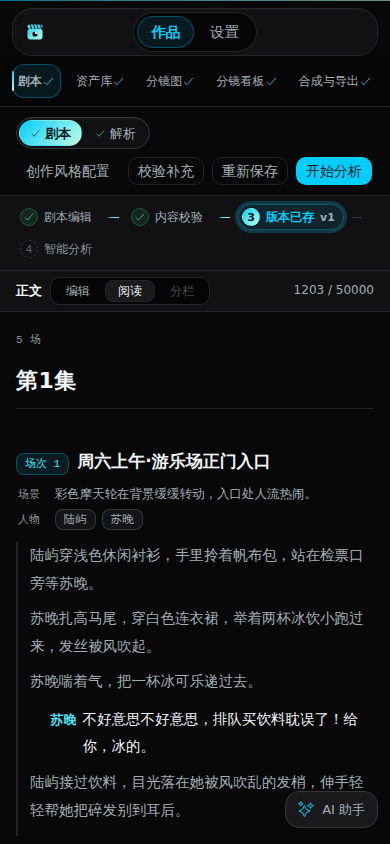 作品 设置
剧本 资产库 分镜图 分镜看板 合成与导出
剧本 解析
创作风格配置 校验补充 重新保存 开始分析
剧本编辑 — 内容校验 — 3 版本已存 v1 —
4 智能分析
正文 编辑 阅读 分栏 1203 / 50000
5 场
第1集
场次 1 周六上午·游乐场正门入口
场景 彩色摩天轮在背景缓缓转动，入口处人流热闹。
人物 陆屿 苏晚
陆屿穿浅色休闲衬衫，手里拎着帆布包，站在检票口
旁等苏晚。
苏晚扎高马尾，穿白色连衣裙，举着两杯冰饮小跑过
来，发丝被风吹起。
苏晚喘着气，把一杯冰可乐递过去。
苏晚 不好意思不好意思，排队买饮料耽误了！给
你，冰的。
陆屿接过饮料，目光落在她被风吹乱的发梢，伸手轻
轻帮她把碎发别到耳后。
AI 助手